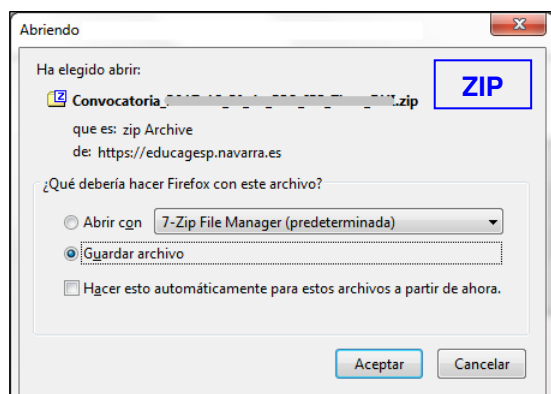 Abriendo
Ha elegido abrir:
ZIP
Convocatoria_ .zip
que es: zip Archive
de: https://educagesp.navarra.es
¿Qué debería hacer Firefox con este archivo?
Abrir con 7-Zip File Manager (predeterminada)
Guardar archivo
Hacer esto automáticamente para estos archivos a partir de ahora.
Aceptar Cancelar